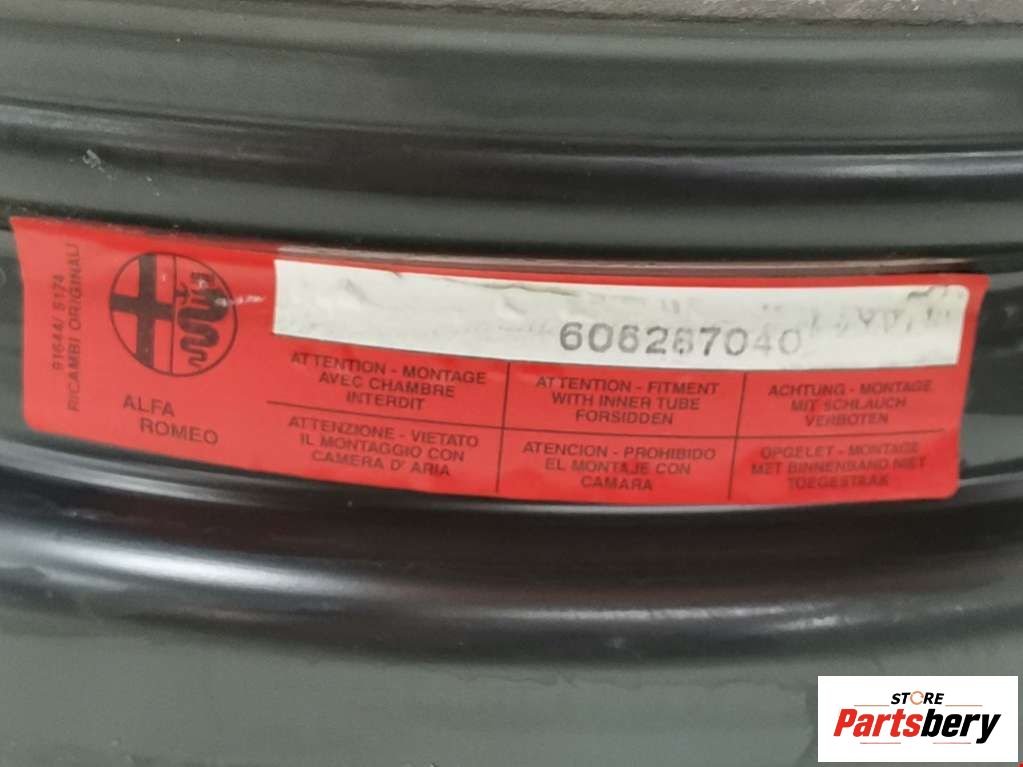 91644/ 5174
RICAMBI ORIGINALI
ALFA
ROMEO
606287040
ATTENTION - MONTAGE
AVEC CHAMBRE
INTERDIT
ATTENTION - FITMENT
WITH INNER TUBE
FORSIDDEN
ACHTUNG - MONTAGE
MIT SCHLAUCH
VERBOTEN
ATTENZIONE - VIETATO
IL MONTAGGIO CON
CAMERA D' ARIA
ATENCION - PROHIBIDO
EL MONTAJE CON
CAMARA
OPGELET - MONTAGE
MET BINNENBAND NIET
TOEGESTAAK
STORE
Partsbery